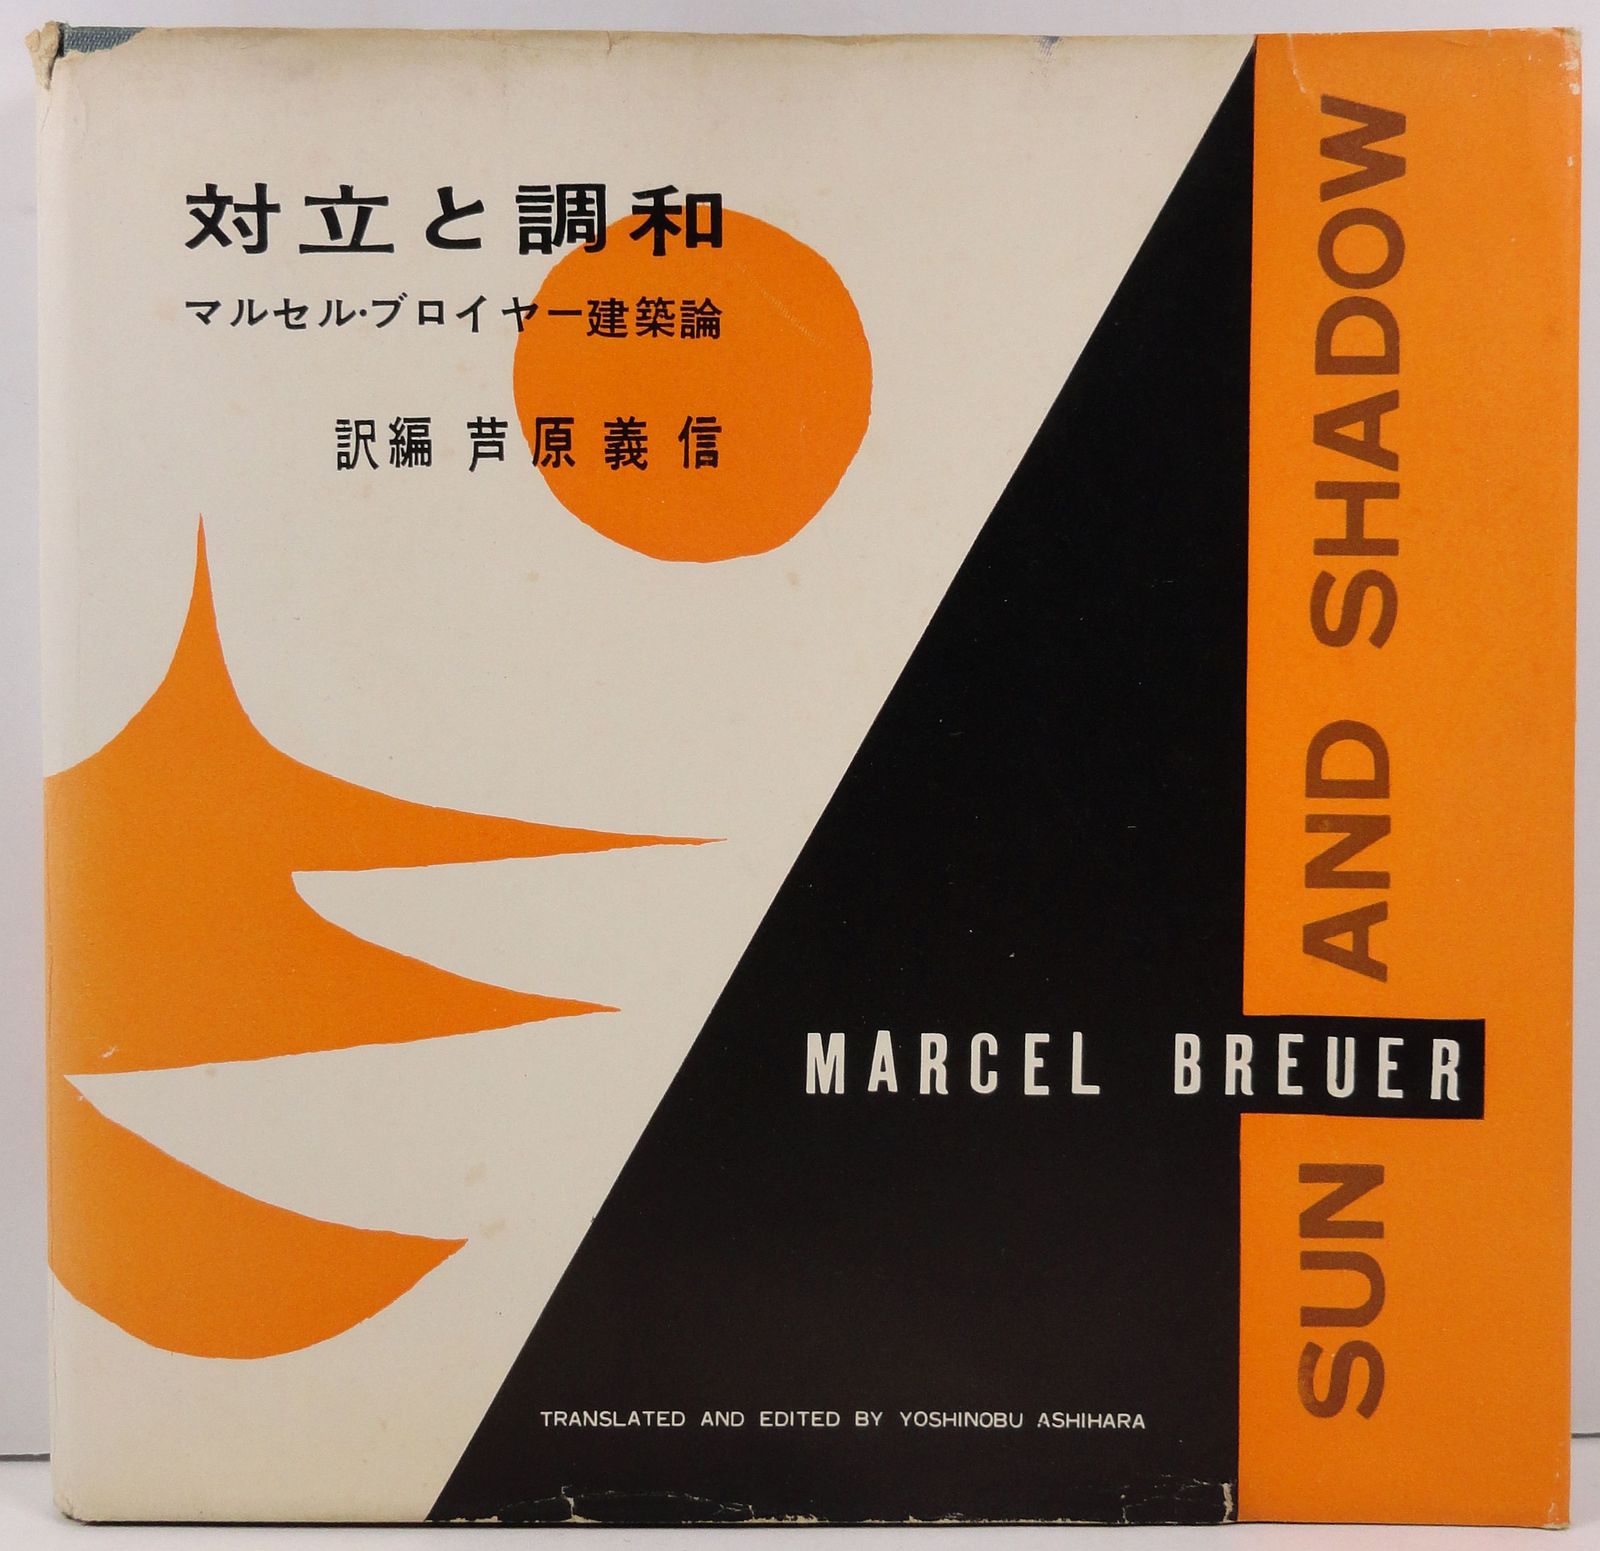 対立と調和
マルセル・ブロイヤー建築論
訳編 芦原義信
SUN AND SHADOW
MARCEL BREUER
TRANSLATED AND EDITED BY YOSHINOBU ASHIHARA